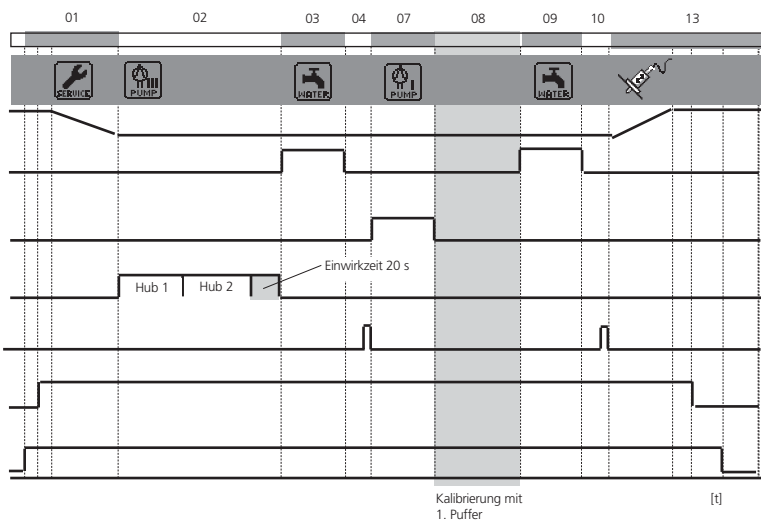 01 02 03 04 07 08 09 10 13
SERVICE PUMP WATER PUMP WATER
Einwirkzeit 20 s
Hub 1 Hub 2
Kalibrierung mit
1. Puffer
[t]